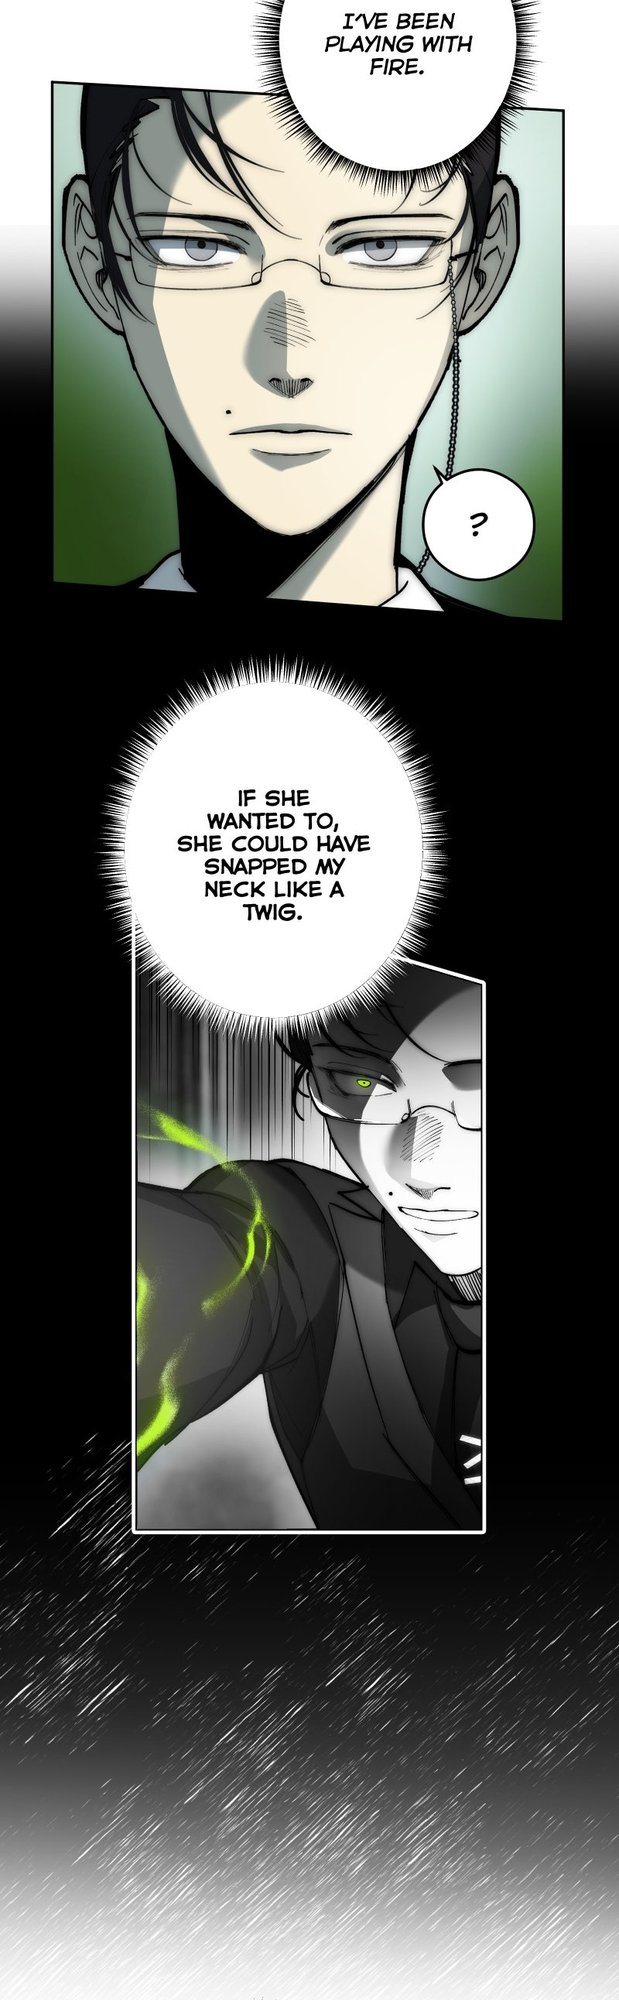 I'VE BEEN
PLAYING WITH
FIRE.
?
IF SHE
WANTED TO,
SHE COULD HAVE
SNAPPED MY
NECK LIKE A
TWIG.